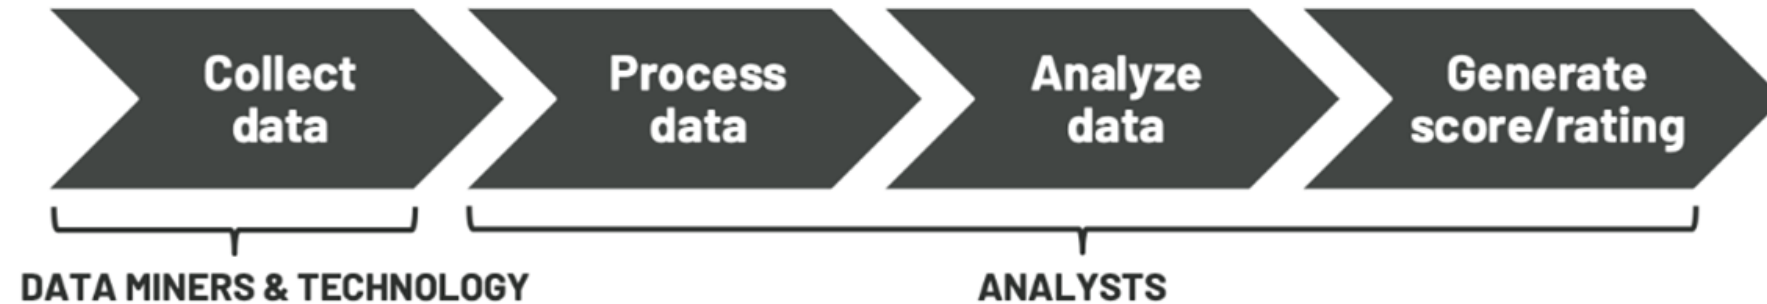 Collect
data
Process
data
Analyze
data
Generate
score/rating
DATA MINERS & TECHNOLOGY
ANALYSTS